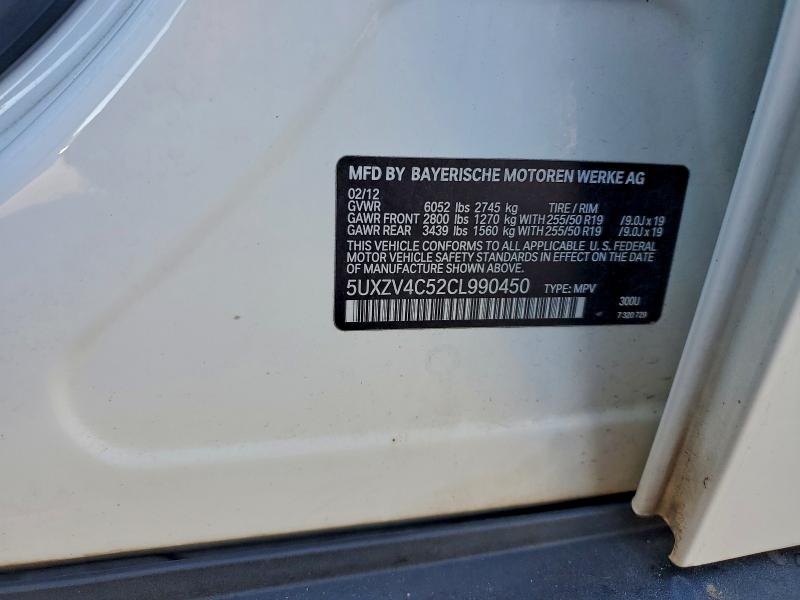 MFD BY BAYERISCHE MOTOREN WERKE AG
02/12
GVWR 6052 lbs 2745 kg TIRE / RIM
GAWR FRONT 2800 lbs 1270 kg WITH 255/50 R19 /9.0J x 19
GAWR REAR 3439 lbs 1560 kg WITH 255/50 R19 /9.0J x 19
THIS VEHICLE CONFORMS TO ALL APPLICABLE U.S. FEDERAL
MOTOR VEHICLE SAFETY STANDARDS IN EFFECT ON THE DATE
OF MANUFACTURE SHOWN ABOVE.
5UXZV4C52CL990450 TYPE: MPV
300U
7 320 729